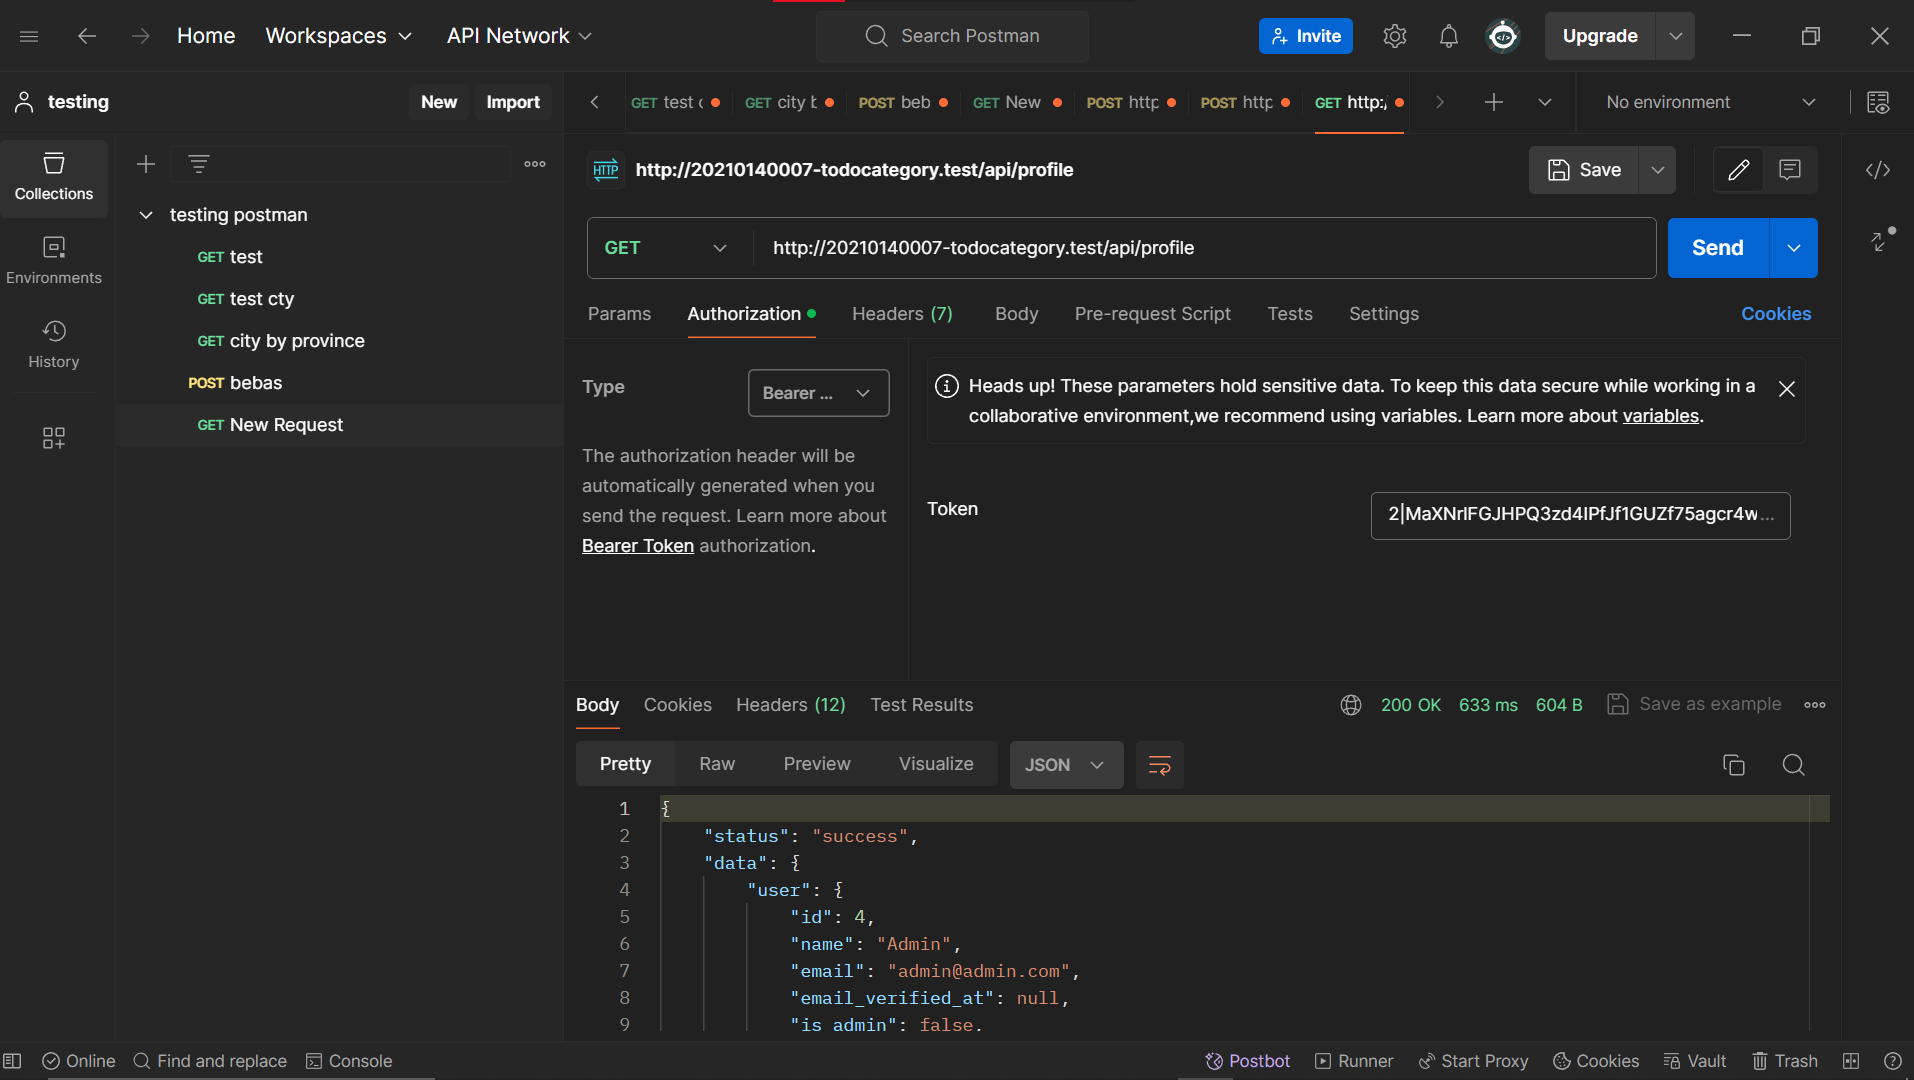 Home Workspaces API Network Search Postman Invite Upgrade
testing New Import
GET test c GET city b POST beb GET New POST http POST http GET http:/ No environment
Collections
Environments
History
testing postman
GET test
GET test cty
GET city by province
POST bebas
GET New Request
HTTP http://20210140007-todocategory.test/api/profile Save
GET http://20210140007-todocategory.test/api/profile Send
Params Authorization Headers (7) Body Pre-request Script Tests Settings Cookies
Type Bearer ...
The authorization header will be
automatically generated when you
send the request. Learn more about
Bearer Token authorization.
Heads up! These parameters hold sensitive data. To keep this data secure while working in a
collaborative environment,we recommend using variables. Learn more about variables.
Token 2|MaXNrIFGJHPQ3zd4IPfJf1GUZf75agcr4w...
Body Cookies Headers (12) Test Results 200 OK 633 ms 604 B Save as example
Pretty Raw Preview Visualize JSON
1 {
2 "status": "success",
3 "data": {
4 "user": {
5 "id": 4,
6 "name": "Admin",
7 "email": "admin@admin.com",
8 "email_verified_at": null,
9 "is admin": false.
Online Find and replace Console Postbot Runner Start Proxy Cookies Vault Trash